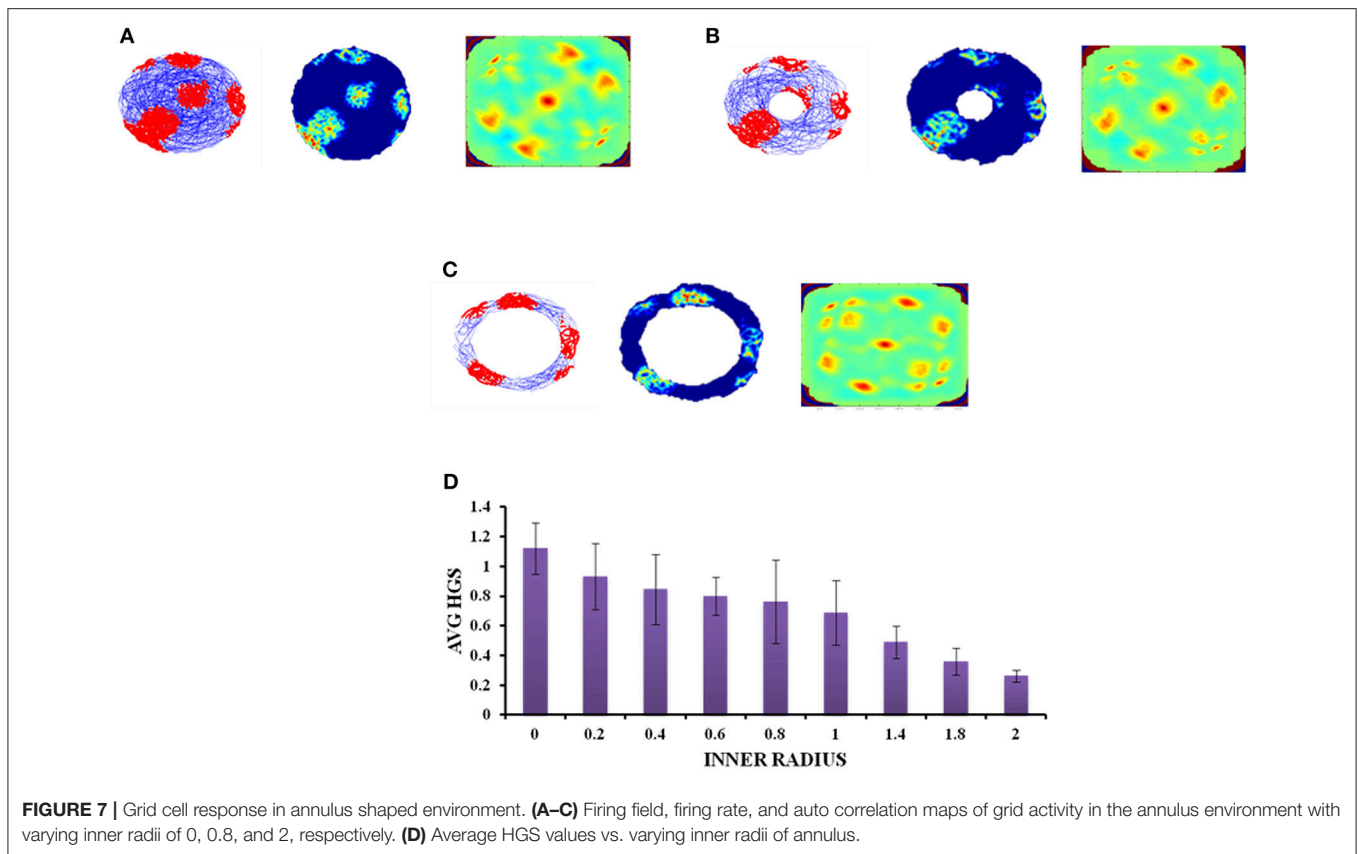 A
B
C
D
AVG HGS
1.4
1.2
1
0.8
0.6
0.4
0.2
0
0 0.2 0.4 0.6 0.8 1 1.4 1.8 2
INNER RADIUS
FIGURE 7 | Grid cell response in annulus shaped environment. (A–C) Firing field, firing rate, and auto correlation maps of grid activity in the annulus environment with
varying inner radii of 0, 0.8, and 2, respectively. (D) Average HGS values vs. varying inner radii of annulus.